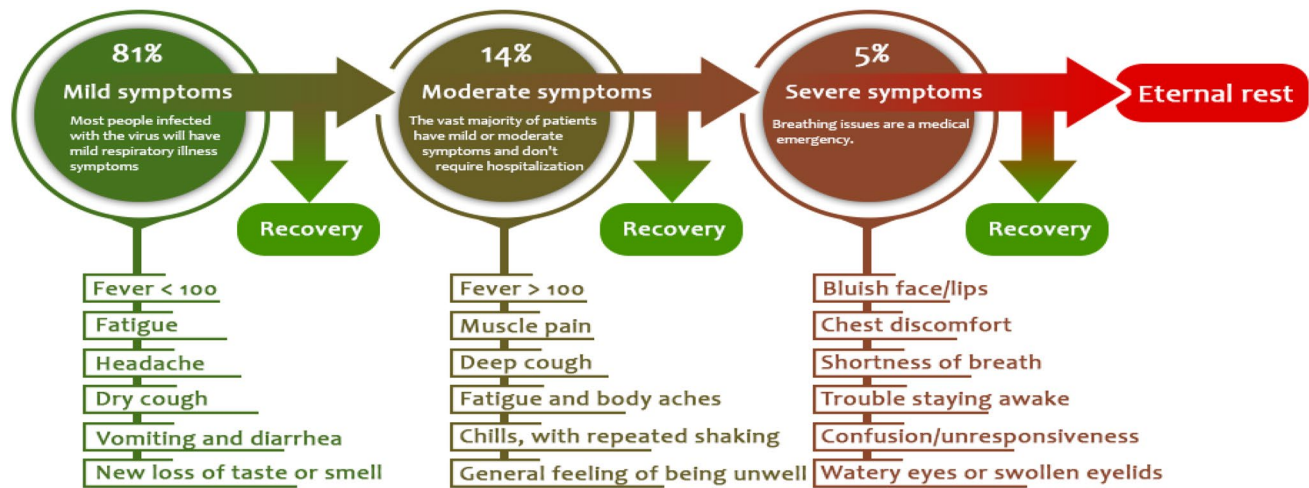 81%
Mild symptoms
Most people infected
with the virus will have
mild respiratory illness
symptoms
Recovery
Fever < 100
Fatigue
Headache
Dry cough
Vomiting and diarrhea
New loss of taste or smell
14%
Moderate symptoms
The vast majority of patients
have mild or moderate
symptoms and don't
require hospitalization
Recovery
Fever > 100
Muscle pain
Deep cough
Fatigue and body aches
Chills, with repeated shaking
General feeling of being unwell
5%
Severe symptoms
Breathing issues are a medical
emergency.
Recovery
Bluish face/lips
Chest discomfort
Shortness of breath
Trouble staying awake
Confusion/unresponsiveness
Watery eyes or swollen eyelids
Eternal rest